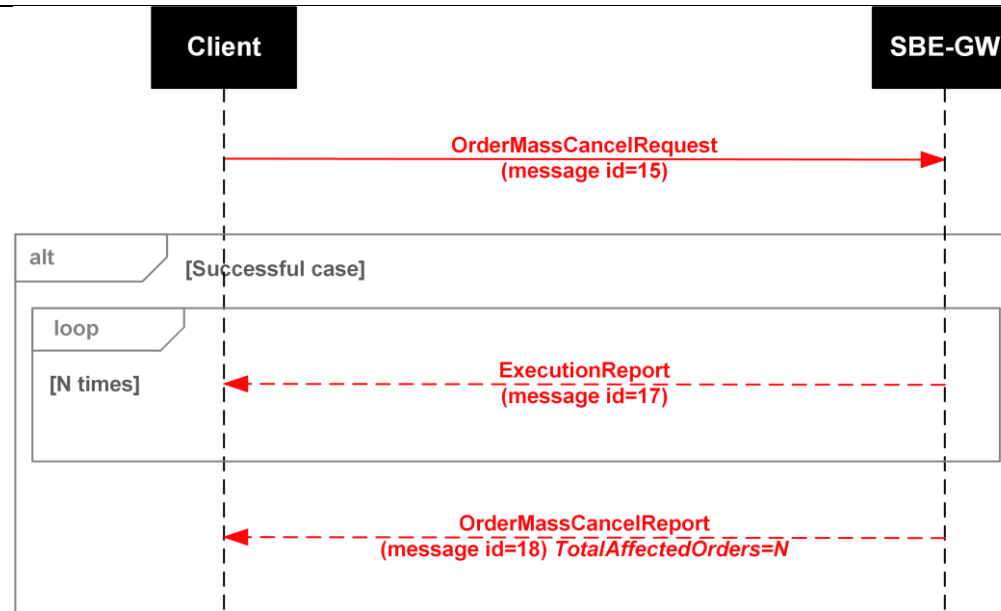 Client
SBE-GW
OrderMassCancelRequest
(message id=15)
alt
[Successful case]
loop
[N times]
ExecutionReport
(message id=17)
OrderMassCancelReport
(message id=18) TotalAffectedOrders=N